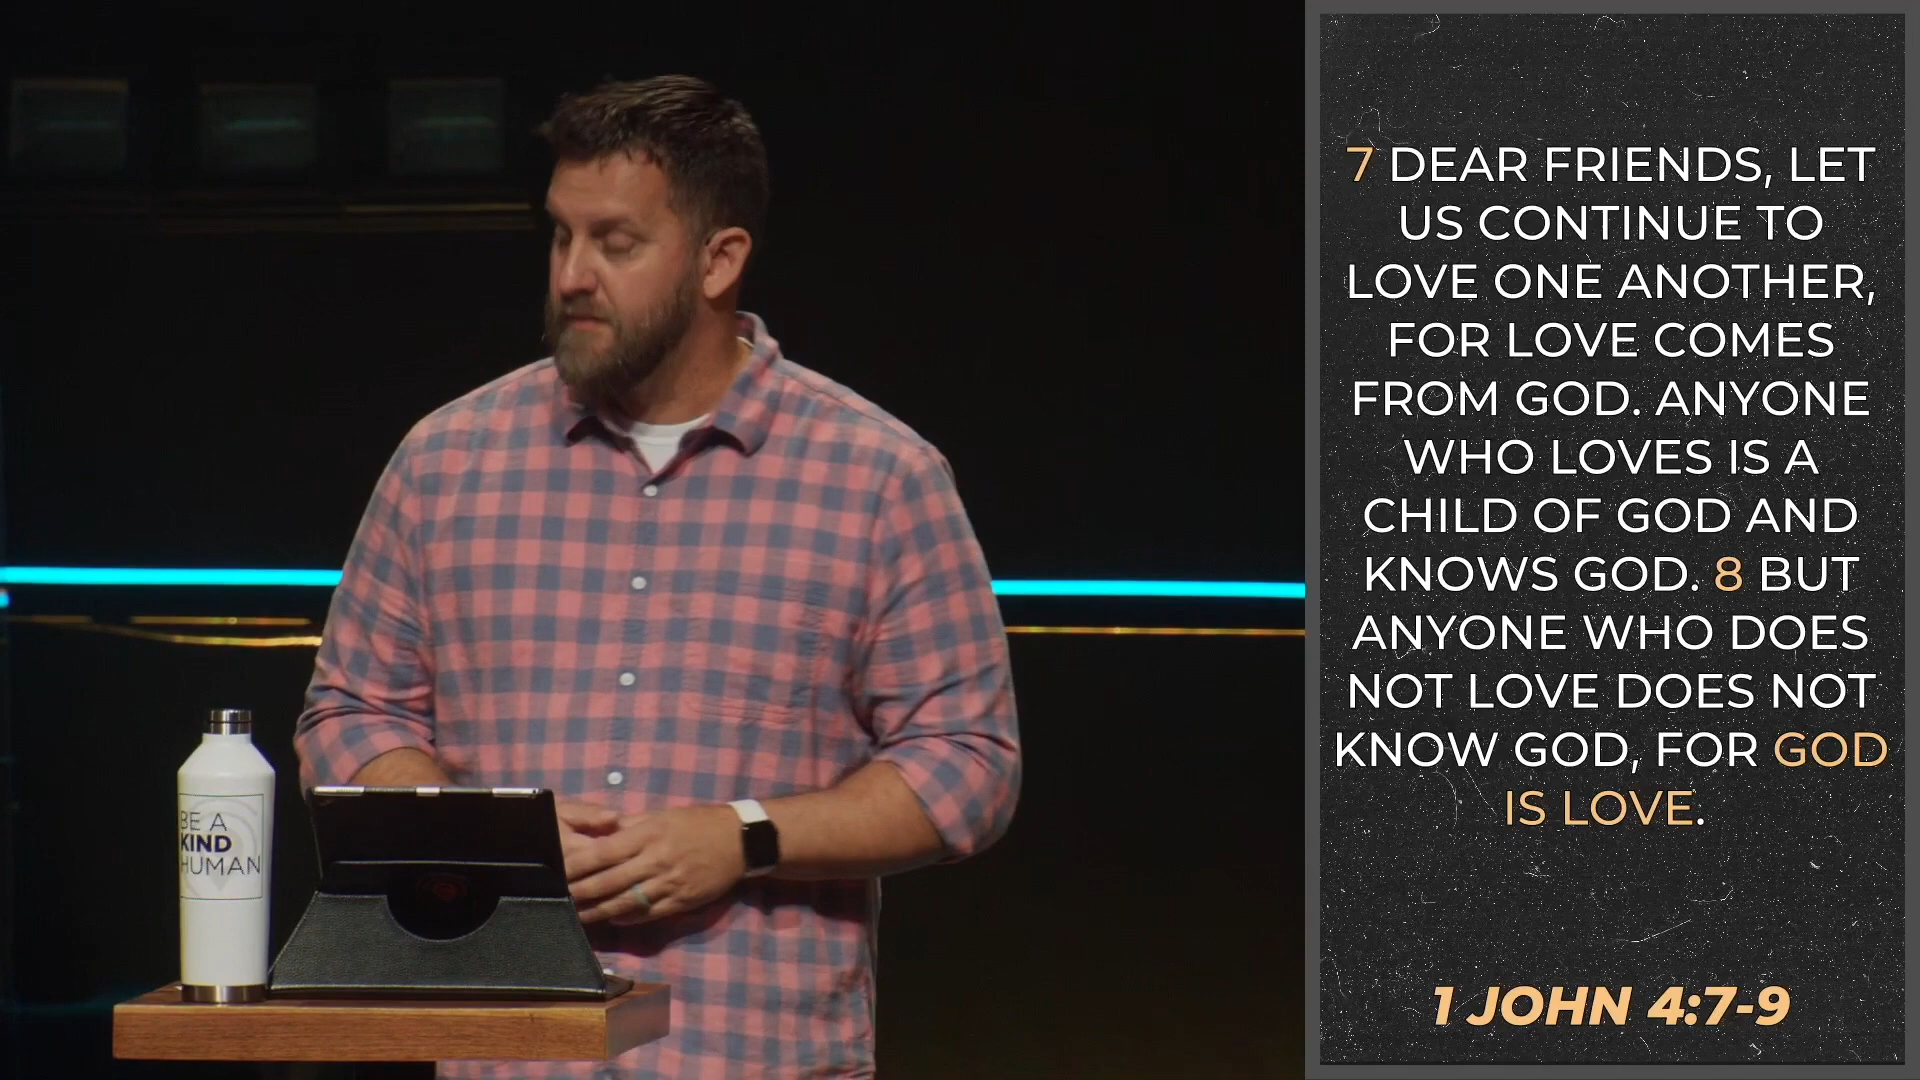 7 DEAR FRIENDS, LET
US CONTINUE TO
LOVE ONE ANOTHER,
FOR LOVE COMES
FROM GOD. ANYONE
WHO LOVES IS A
CHILD OF GOD AND
KNOWS GOD. 8 BUT
ANYONE WHO DOES
NOT LOVE DOES NOT
KNOW GOD, FOR GOD
IS LOVE.
1 JOHN 4:7-9
BE A
KIND
HUMAN